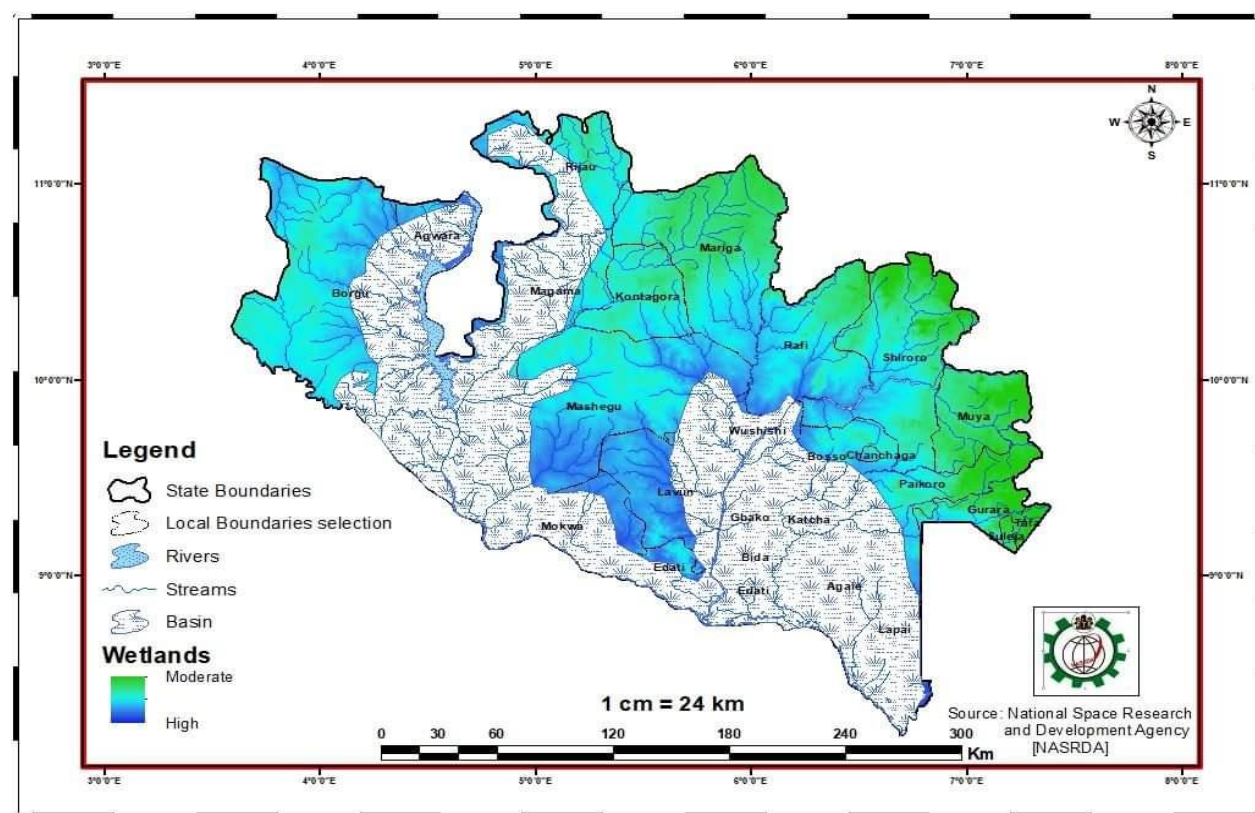 3°0'0"E 4°0'0"E 5°0'0"E 6°0'0"E 7°0'0"E 8°0'0"E
N
W E
S
11°0'0"N 11°0'0"N
10°0'0"N 10°0'0"N
9°0'0"N 9°0'0"N
Rijau
Agwara
Mariga
Borgu
Magama
Kontagora
Rafi
Shiroro
Mashegu
Muya
Wushishi
Bosso
Chanchaga
Paikoro
Lavun
Gbako
Katcha
Gurara
Tafa
Suleja
Mokwa
Bida
Edati
Edati
Agaie
Lapai
Legend
State Boundaries
Local Boundaries selection
Rivers
Streams
Basin
Wetlands
Moderate
High
1 cm = 24 km
0 30 60 120 180 240 300
Km
Source: National Space Research
and Development Agency
[NASRDA]
3°0'0"E 4°0'0"E 5°0'0"E 6°0'0"E 7°0'0"E 8°0'0"E